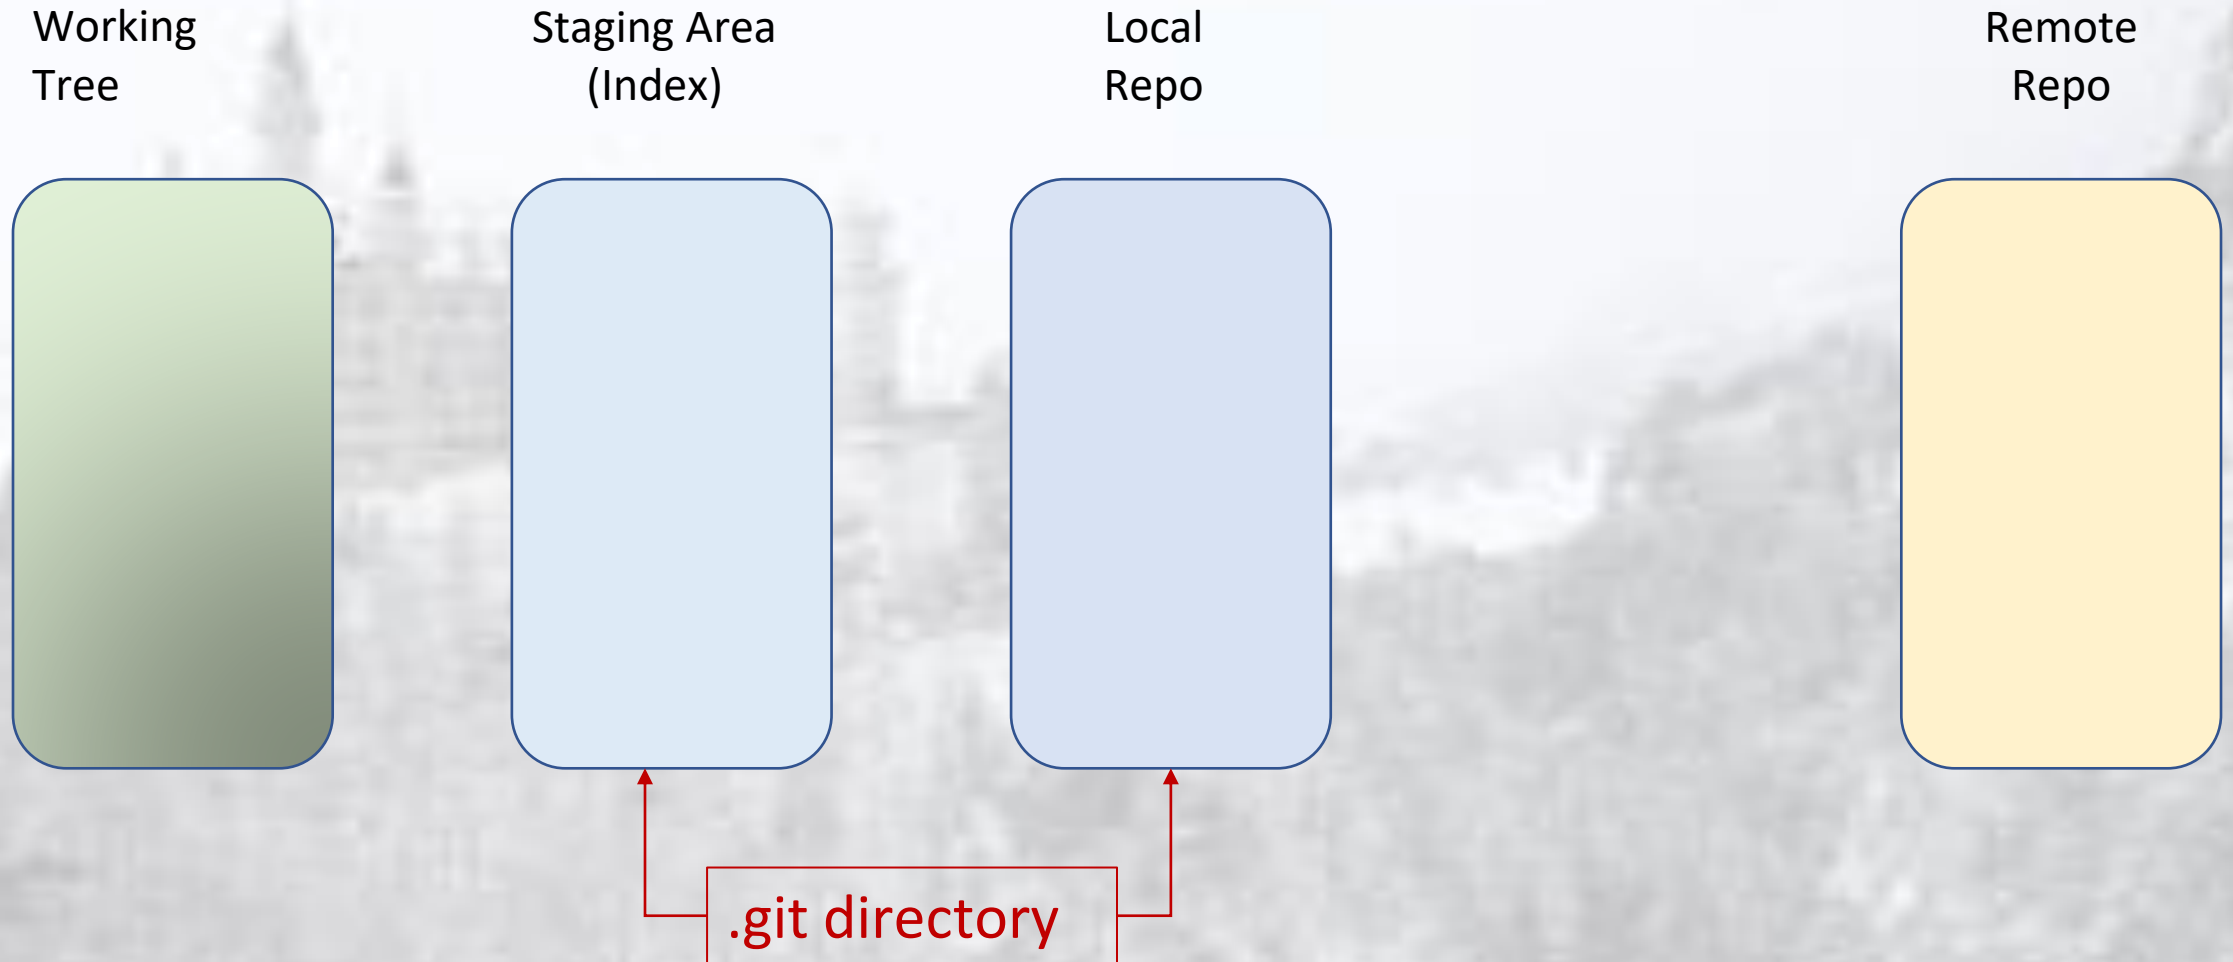 Working
Tree
Staging Area
(Index)
Local
Repo
Remote
Repo
.git directory